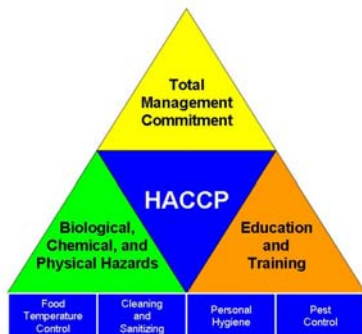 Total
Management
Commitment
HACCP
Biological,
Chemical, and
Physical Hazards
Education
and
Training
Food
Temperature
Control
Cleaning
and
Sanitizing
Personal
Hygiene
Pest
Control